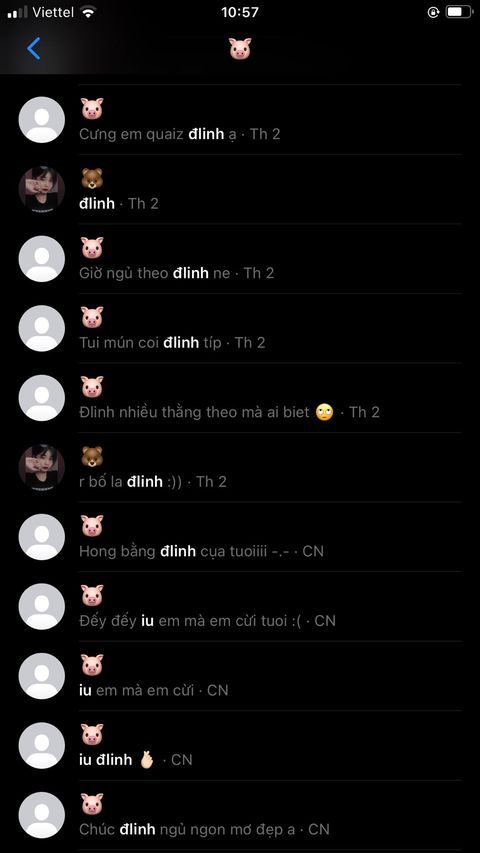 Viettel 10:57
🐷
🐷
Cưng em quaiz đlinh ạ · Th 2
🐻
đlinh · Th 2
🐷
Giờ ngủ theo đlinh ne · Th 2
🐷
Tui mún coi đlinh típ · Th 2
🐷
Đlinh nhiều thằng theo mà ai biet 🙄 · Th 2
🐻
r bố la đlinh :)) · Th 2
🐷
Hong bằng đlinh cụa tuoiiii -.- · CN
🐷
Đếy đếy iu em mà em cừi tuoi :( · CN
🐷
iu em mà em cừi · CN
🐷
iu đlinh 🫰🏻 · CN
🐷
Chúc đlinh ngủ ngon mơ đẹp a · CN